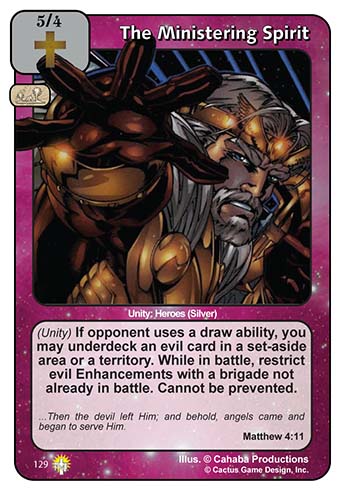 5/4
The Ministering Spirit
Unity: Heroes (Silver)
(Unity) If opponent uses a draw ability, you
may underdeck an evil card in a set-aside
area or a territory. While in battle, restrict
evil Enhancements with a brigade not
already in battle. Cannot be prevented.
...Then the devil left Him; and behold, angels came and
began to serve Him.
Matthew 4:11
129
Illus. © Cahaba Productions
© Cactus Game Design, Inc.